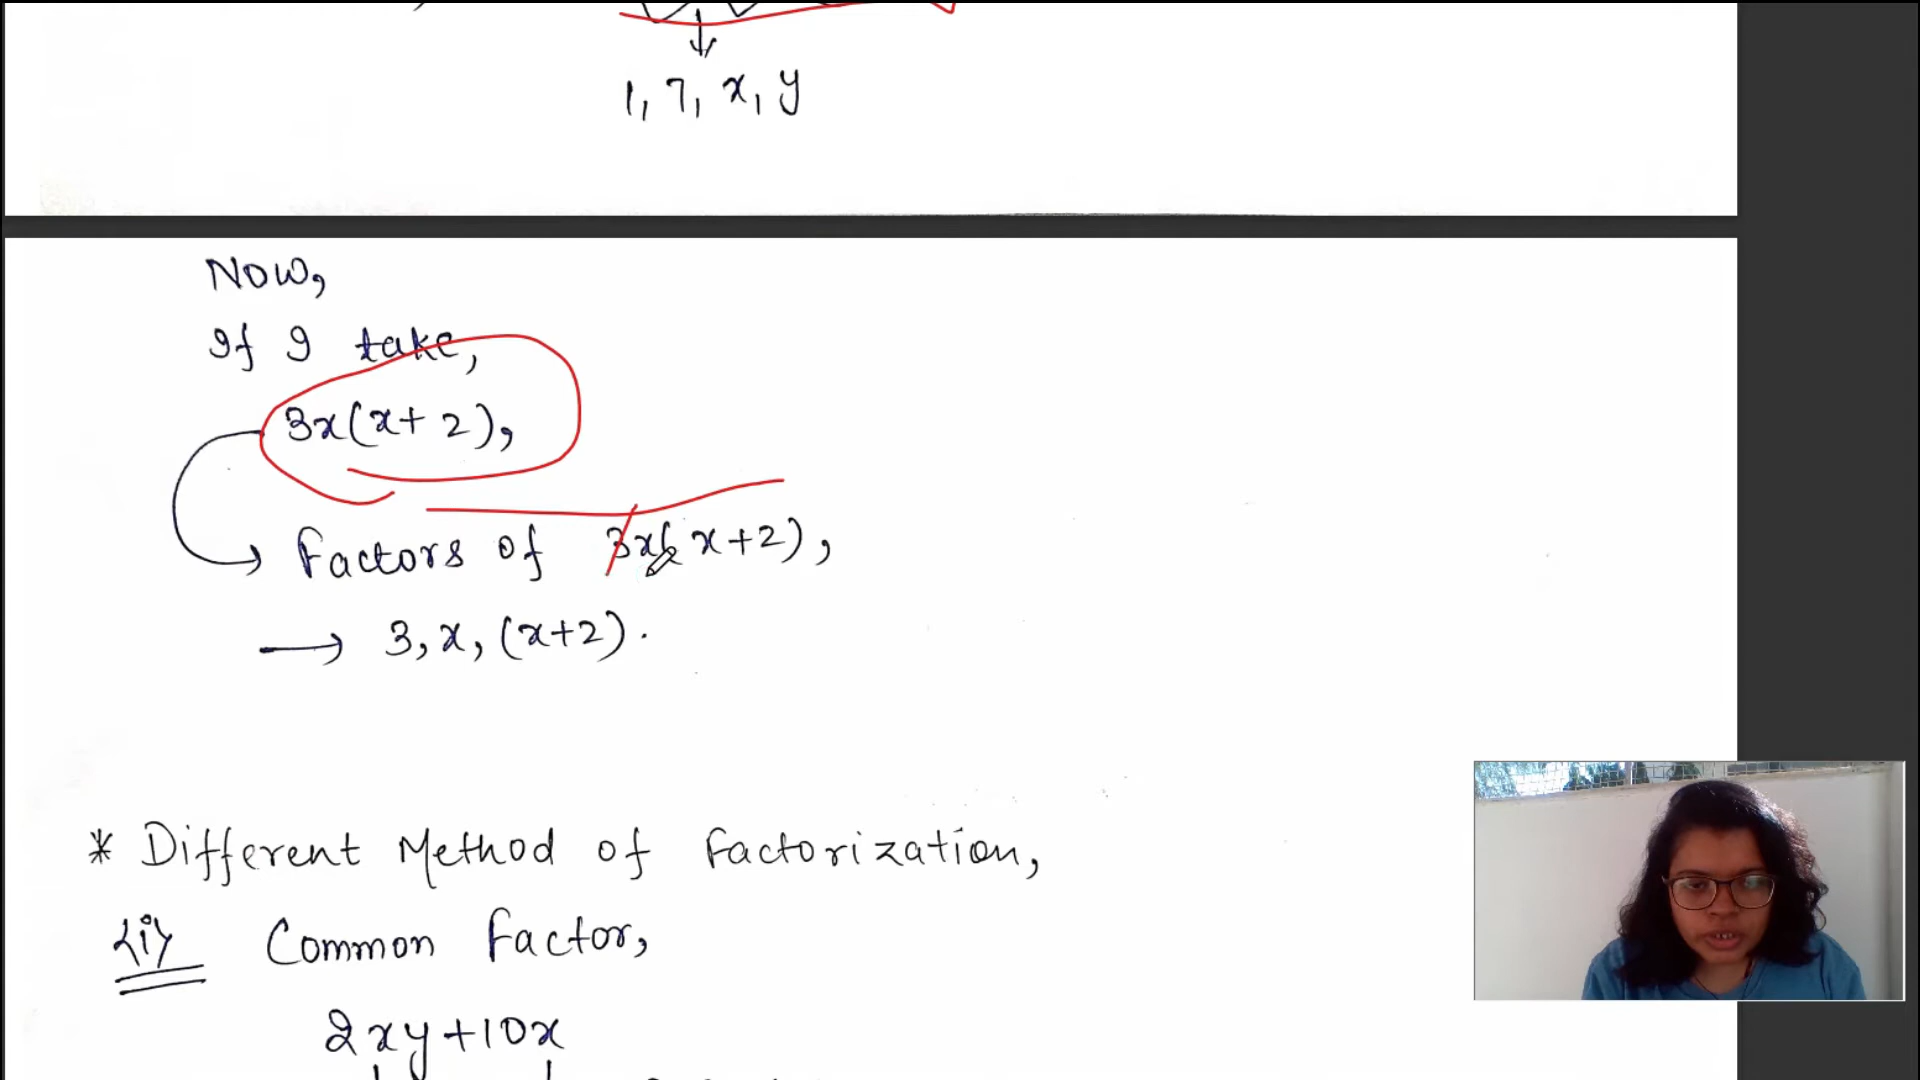 1, 7, x, y
Now,
If I take,
3x(x+2),
→ Factors of 3x(x+2),
→ 3, x, (x+2).
* Different Method of Factorization,
(i) Common Factor,
2xy+10x